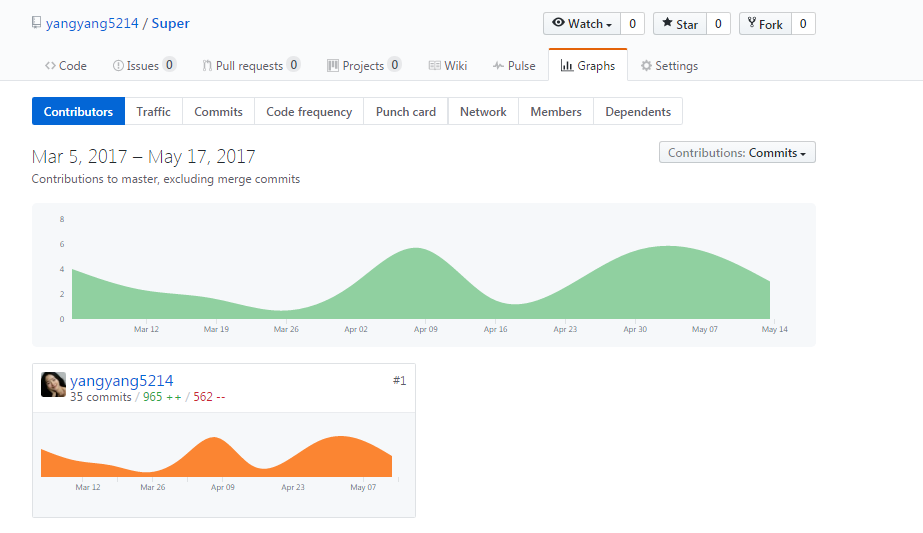 yangyang5214 / Super
Watch 0 Star 0 Fork 0
Code Issues 0 Pull requests 0 Projects 0 Wiki Pulse Graphs Settings
Contributors Traffic Commits Code frequency Punch card Network Members Dependents
Mar 5, 2017 – May 17, 2017
Contributions: Commits
Contributions to master, excluding merge commits
8
6
4
2
0
Mar 12 Mar 19 Mar 26 Apr 02 Apr 09 Apr 16 Apr 23 Apr 30 May 07 May 14
yangyang5214 #1
35 commits / 965 ++ / 562 --
Mar 12 Mar 26 Apr 09 Apr 23 May 07